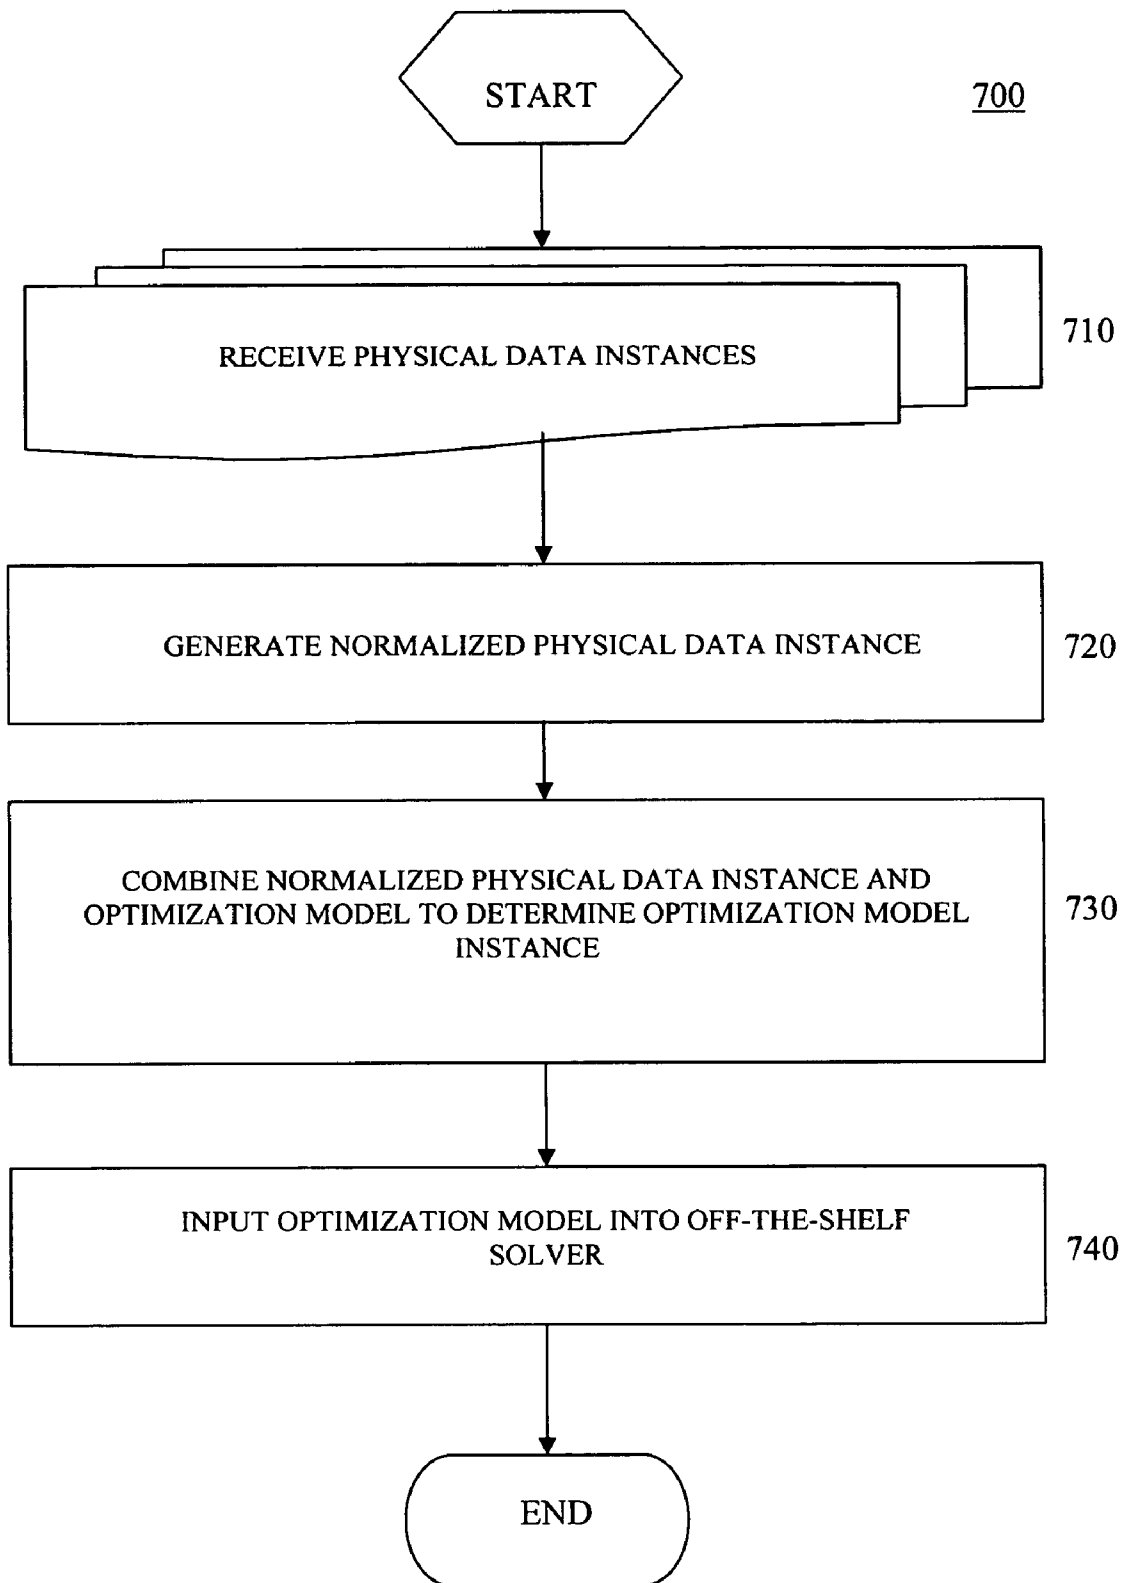 START
700
RECEIVE PHYSICAL DATA INSTANCES
710
GENERATE NORMALIZED PHYSICAL DATA INSTANCE
720
COMBINE NORMALIZED PHYSICAL DATA INSTANCE AND
OPTIMIZATION MODEL TO DETERMINE OPTIMIZATION MODEL
INSTANCE
730
INPUT OPTIMIZATION MODEL INTO OFF-THE-SHELF
SOLVER
740
END